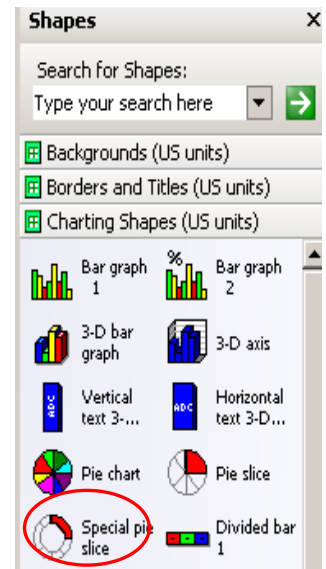 Shapes X
Search for Shapes:
Type your search here
Backgrounds (US units)
Borders and Titles (US units)
Charting Shapes (US units)
Bar graph
1
%
Bar graph
2
3-D bar
graph
3-D axis
ADC
Vertical
text 3-...
ADC
Horizontal
text 3-D...
Pie chart
Pie slice
Special pie
slice
Divided bar
1